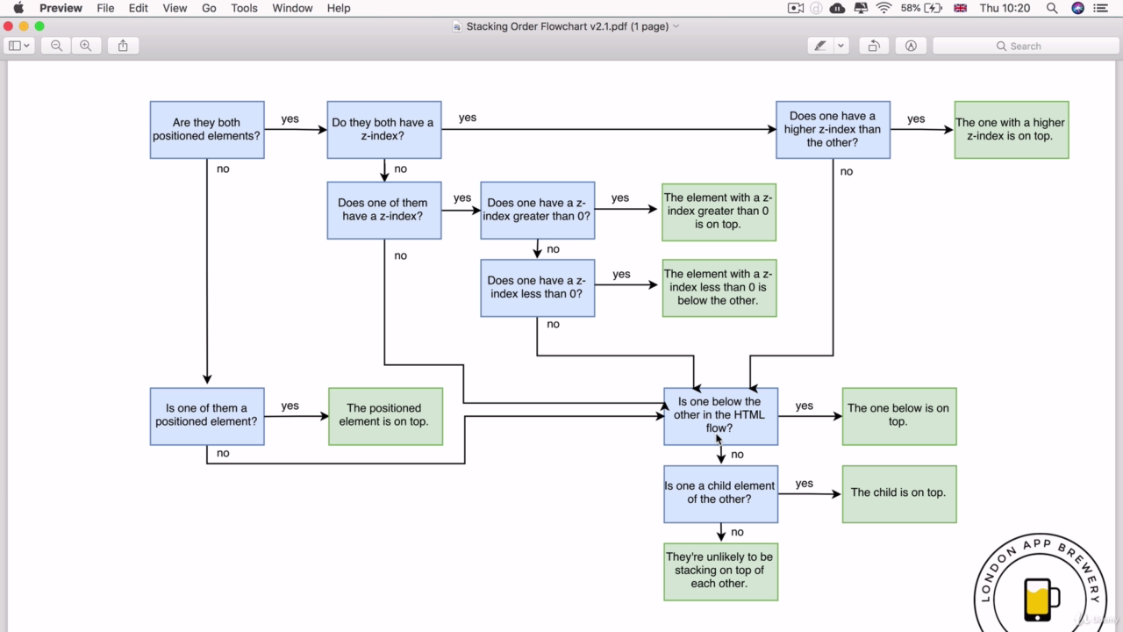 Preview File Edit View Go Tools Window Help
58% Thu 10:20
Stacking Order Flowchart v2.1.pdf (1 page)
Search
Are they both
positioned elements?
yes
Do they both have a
z-index?
yes
Does one have a
higher z-index than
the other?
yes
The one with a higher
z-index is on top.
no
no
no
Does one of them
have a z-index?
yes
Does one have a z-
index greater than 0?
yes
The element with a z-
index greater than 0
is on top.
no
no
Does one have a z-
index less than 0?
yes
The element with a z-
index less than 0 is
below the other.
no
Is one of them a
positioned element?
yes
The positioned
element is on top.
Is one below the
other in the HTML
flow?
yes
The one below is on
top.
no
no
Is one a child element
of the other?
yes
The child is on top.
no
They're unlikely to be
stacking on top of
each other.
LONDON APP BREWERY
Udemy